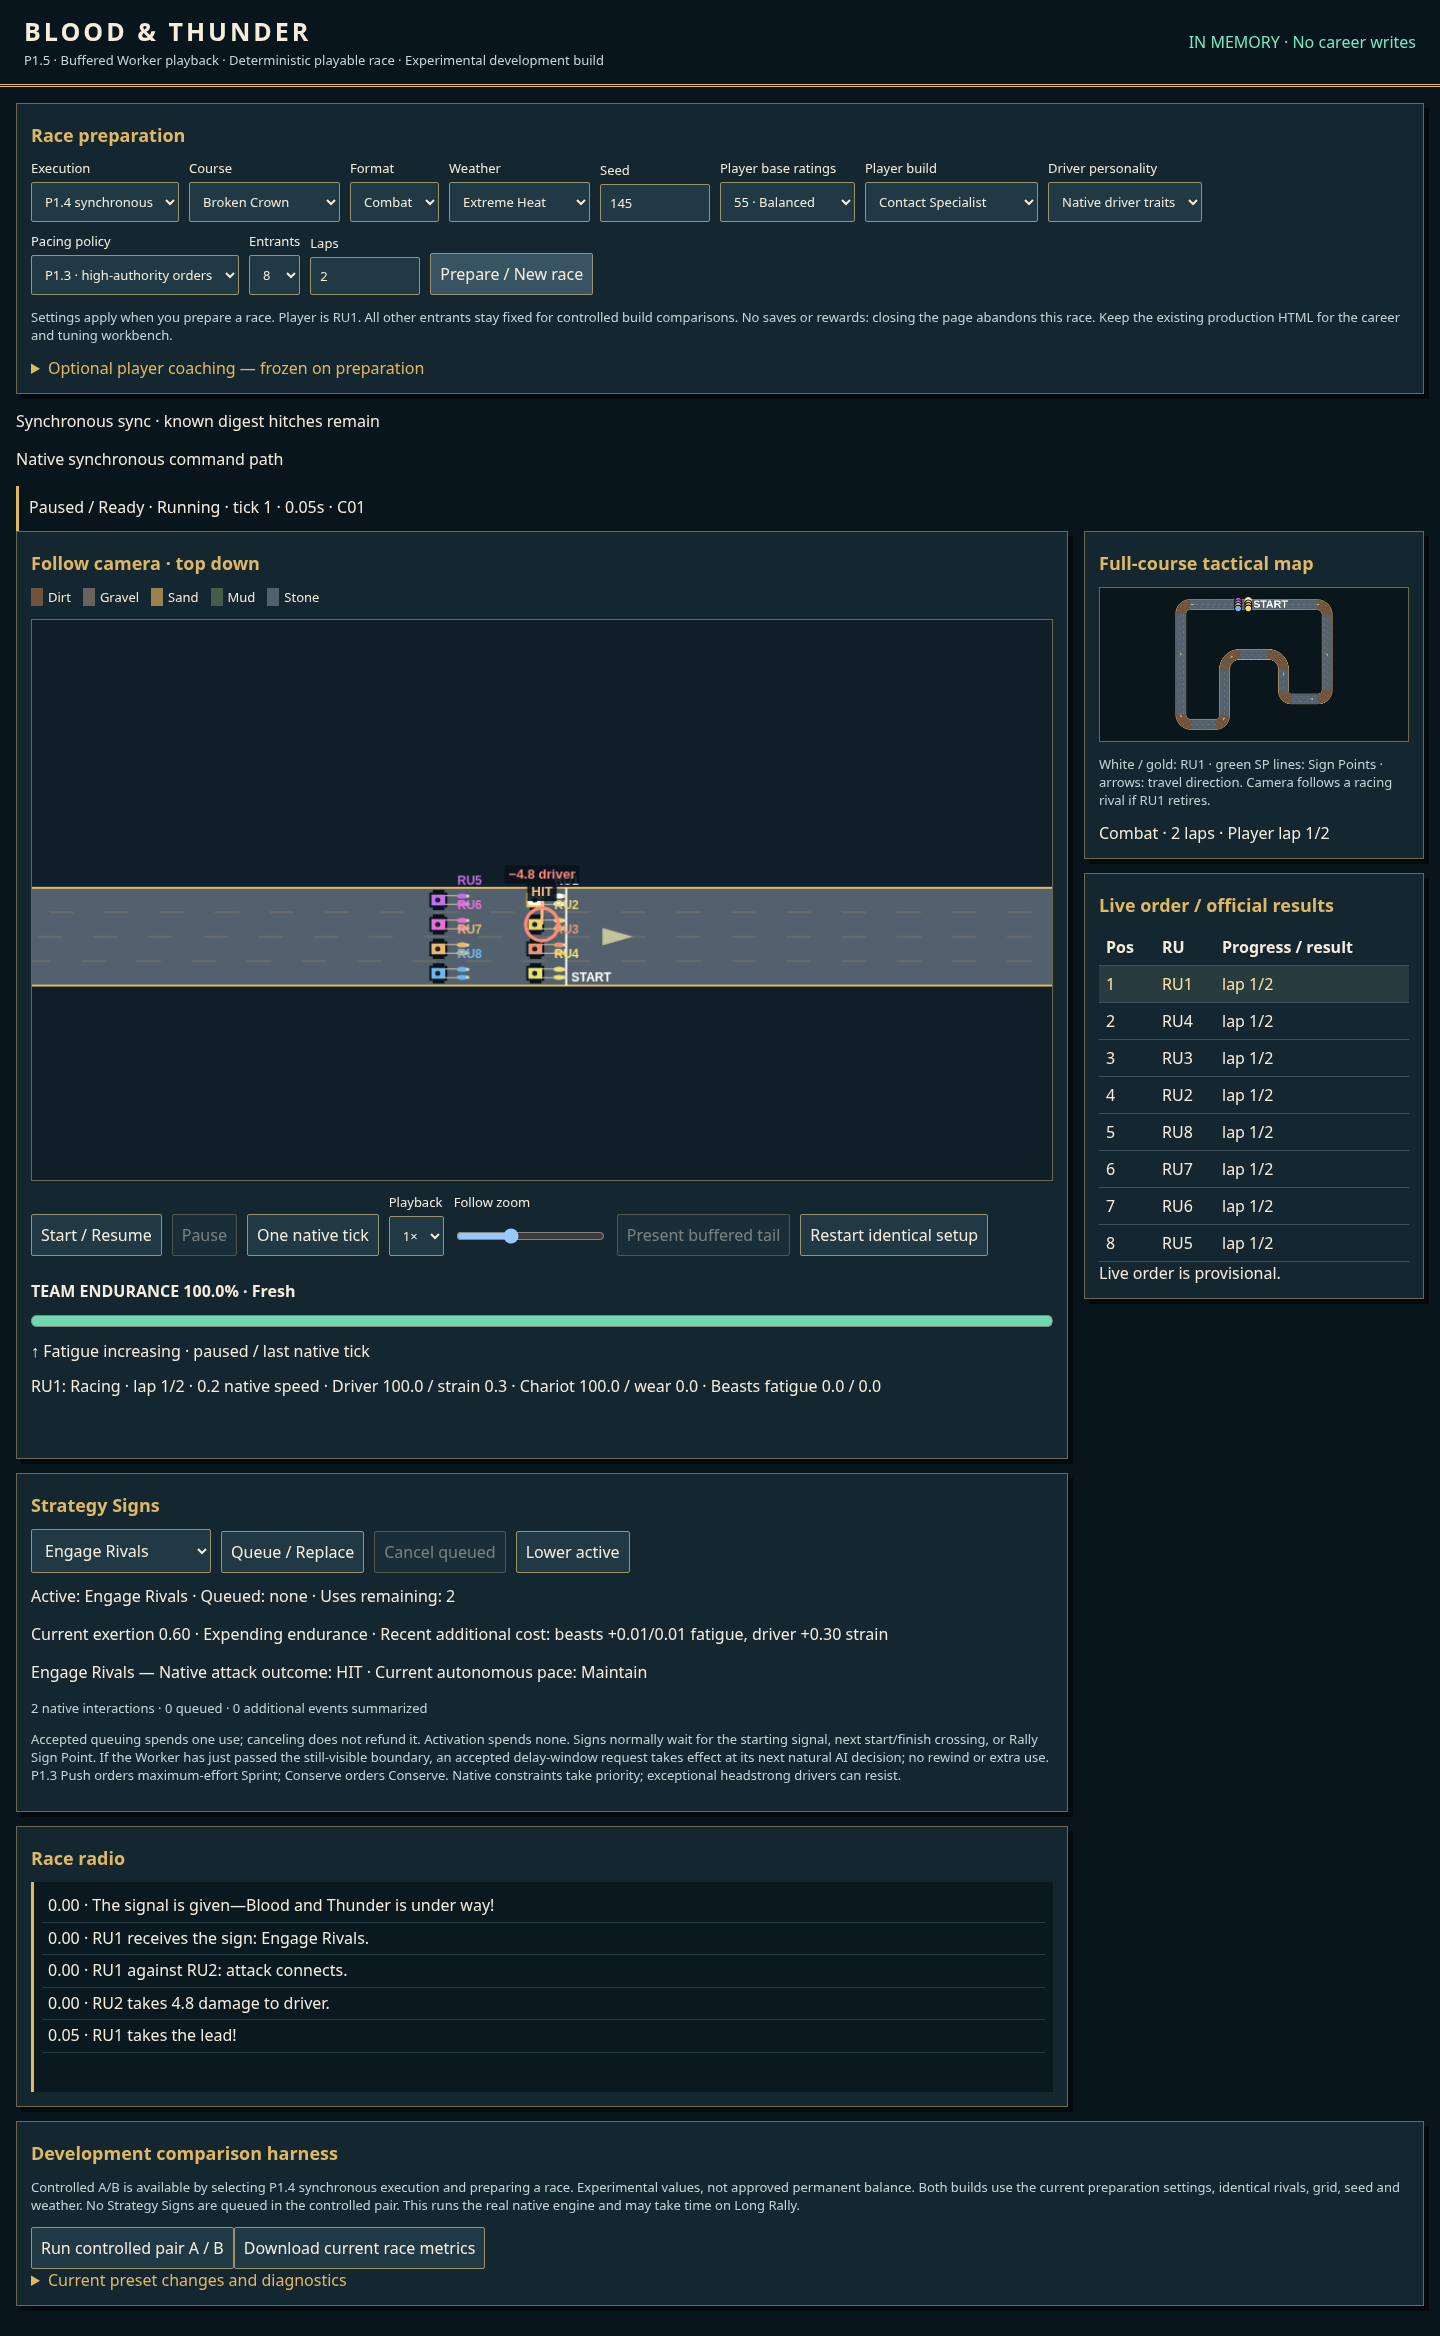 BLOOD & THUNDER
P1.5 · Buffered Worker playback · Deterministic playable race · Experimental development build
IN MEMORY · No career writes
Race preparation
Execution
Course
Format
Weather
Seed
Player base ratings
Player build
Driver personality
P1.4 synchronous
Broken Crown
Combat
Extreme Heat
145
55 · Balanced
Contact Specialist
Native driver traits
Pacing policy
Entrants
Laps
P1.3 · high-authority orders
8
2
Prepare / New race
Settings apply when you prepare a race. Player is RU1. All other entrants stay fixed for controlled build comparisons. No saves or rewards: closing the page abandons this race. Keep the existing production HTML for the career
and tuning workbench.
Optional player coaching — frozen on preparation
Synchronous sync · known digest hitches remain
Native synchronous command path
Paused / Ready · Running · tick 1 · 0.05s · C01
Follow camera · top down
Dirt
Gravel
Sand
Mud
Stone
−4.8 driver
HIT
RU5
RU6
RU2
RU7
RU3
RU8
RU4
START
Start / Resume
Pause
One native tick
Playback
1×
Follow zoom
Present buffered tail
Restart identical setup
TEAM ENDURANCE 100.0% · Fresh
↑ Fatigue increasing · paused / last native tick
RU1: Racing · lap 1/2 · 0.2 native speed · Driver 100.0 / strain 0.3 · Chariot 100.0 / wear 0.0 · Beasts fatigue 0.0 / 0.0
Full-course tactical map
START
White / gold: RU1 · green SP lines: Sign Points ·
arrows: travel direction. Camera follows a racing
rival if RU1 retires.
Combat · 2 laps · Player lap 1/2
Live order / official results
Pos RU Progress / result
1 RU1 lap 1/2
2 RU4 lap 1/2
3 RU3 lap 1/2
4 RU2 lap 1/2
5 RU8 lap 1/2
6 RU7 lap 1/2
7 RU6 lap 1/2
8 RU5 lap 1/2
Live order is provisional.
Strategy Signs
Engage Rivals
Queue / Replace
Cancel queued
Lower active
Active: Engage Rivals · Queued: none · Uses remaining: 2
Current exertion 0.60 · Expending endurance · Recent additional cost: beasts +0.01/0.01 fatigue, driver +0.30 strain
Engage Rivals — Native attack outcome: HIT · Current autonomous pace: Maintain
2 native interactions · 0 queued · 0 additional events summarized
Accepted queuing spends one use; canceling does not refund it. Activation spends none. Signs normally wait for the starting signal, next start/finish crossing, or Rally
Sign Point. If the Worker has just passed the still-visible boundary, an accepted delay-window request takes effect at its next natural AI decision; no rewind or extra use.
P1.3 Push orders maximum-effort Sprint; Conserve orders Conserve. Native constraints take priority; exceptional headstrong drivers can resist.
Race radio
0.00 · The signal is given—Blood and Thunder is under way!
0.00 · RU1 receives the sign: Engage Rivals.
0.00 · RU1 against RU2: attack connects.
0.00 · RU2 takes 4.8 damage to driver.
0.05 · RU1 takes the lead!
Development comparison harness
Controlled A/B is available by selecting P1.4 synchronous execution and preparing a race. Experimental values, not approved permanent balance. Both builds use the current preparation settings, identical rivals, grid, seed and
weather. No Strategy Signs are queued in the controlled pair. This runs the real native engine and may take time on Long Rally.
Run controlled pair A / B
Download current race metrics
Current preset changes and diagnostics